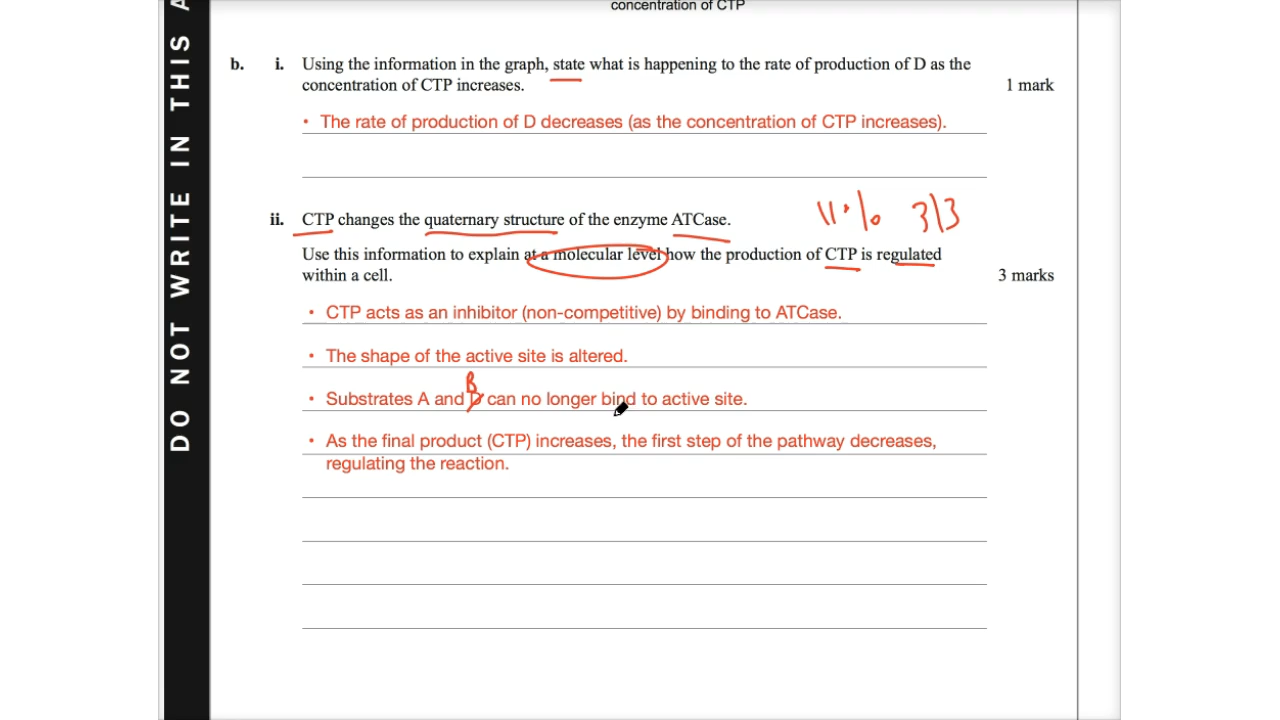 concentration of CTP
DO NOT WRITE IN THIS A
b. i. Using the information in the graph, state what is happening to the rate of production of D as the
concentration of CTP increases. 1 mark
• The rate of production of D decreases (as the concentration of CTP increases).
11% 3/3
ii. CTP changes the quaternary structure of the enzyme ATCase.
Use this information to explain at a molecular level how the production of CTP is regulated
within a cell. 3 marks
• CTP acts as an inhibitor (non-competitive) by binding to ATCase.
• The shape of the active site is altered.
B
• Substrates A and D can no longer bind to active site.
• As the final product (CTP) increases, the first step of the pathway decreases,
regulating the reaction.